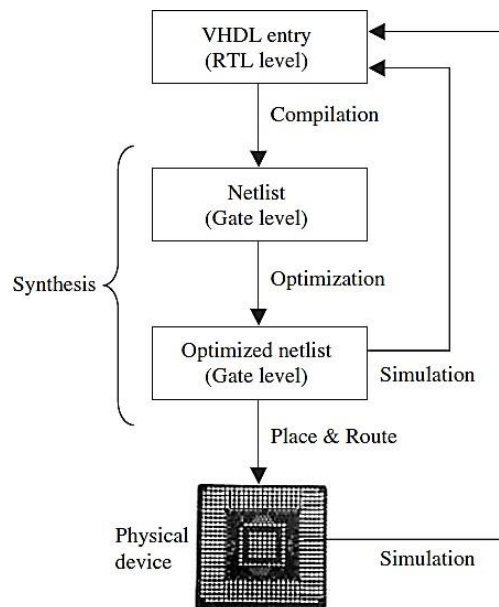 VHDL entry
(RTL level)
Compilation
Netlist
(Gate level)
Synthesis
Optimization
Optimized netlist
(Gate level)
Simulation
Place & Route
Physical
device
Simulation